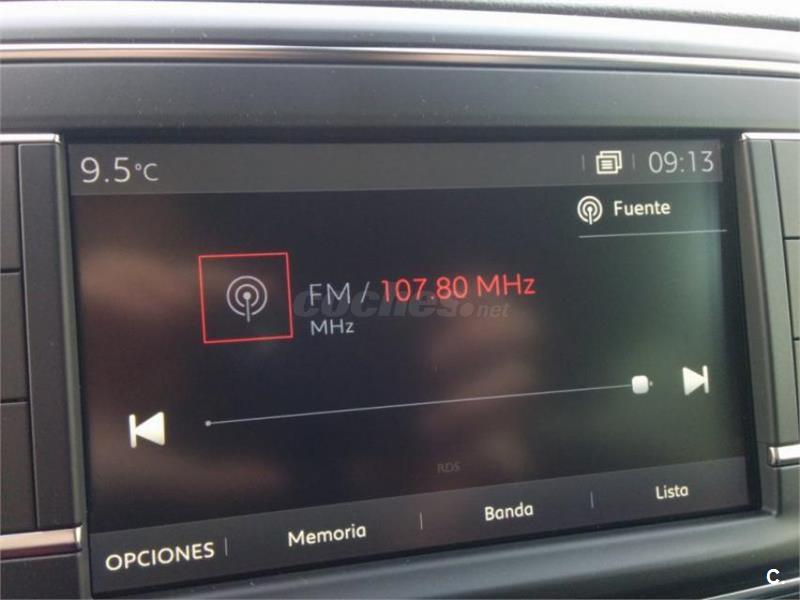 9.5°C
09:13
Fuente
FM / 107.80 MHz
MHz
coches.net
RDS
OPCIONES
Memoria
Banda
Lista
C.